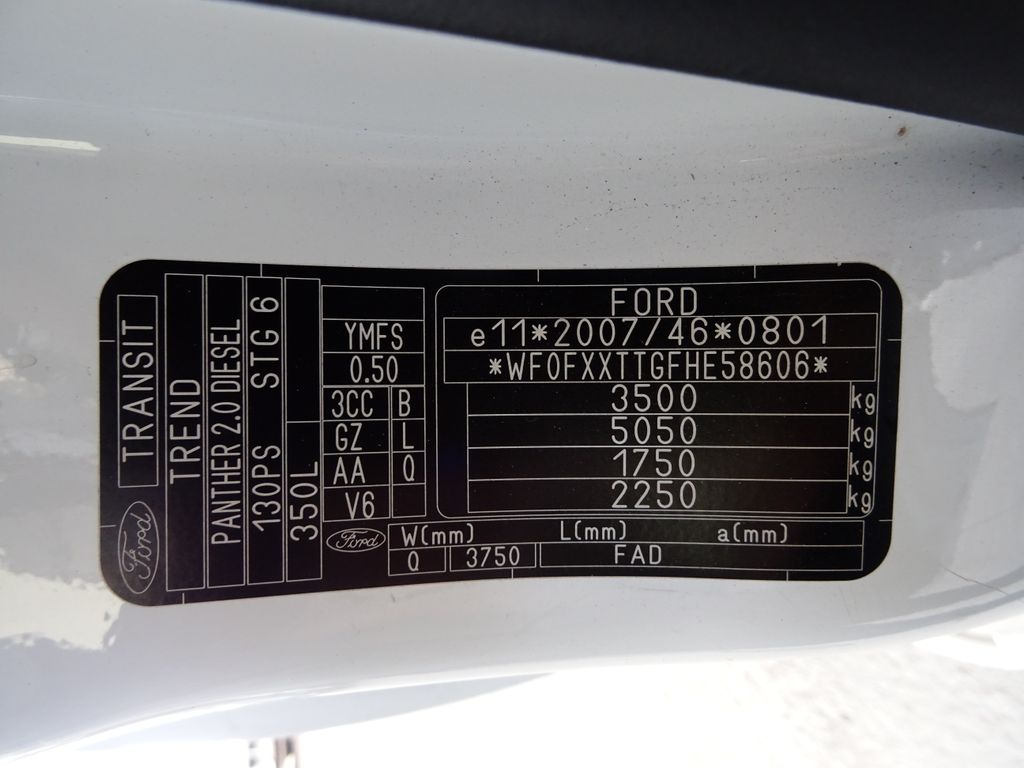 Ford
TRANSIT
TREND
PANTHER 2.0 DIESEL
130PS STG 6
350L
YMFS
0.50
3CC B
GZ L
AA Q
V6
FORD
e11*2007/46*0801
*WF0FXXTTGFHE58606*
3500 kg
5050 kg
1750 kg
2250 kg
Ford
W(mm) L(mm) a(mm)
Q 3750 FAD